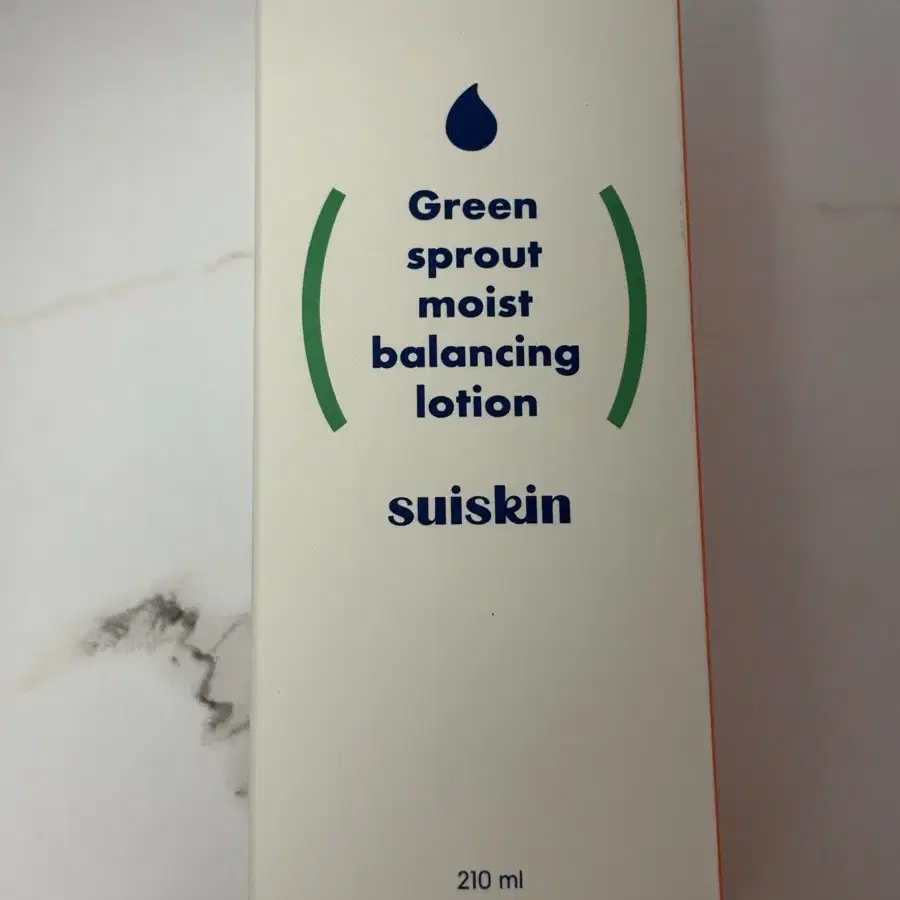 Green
sprout
moist
balancing
lotion
suiskin
210 ml